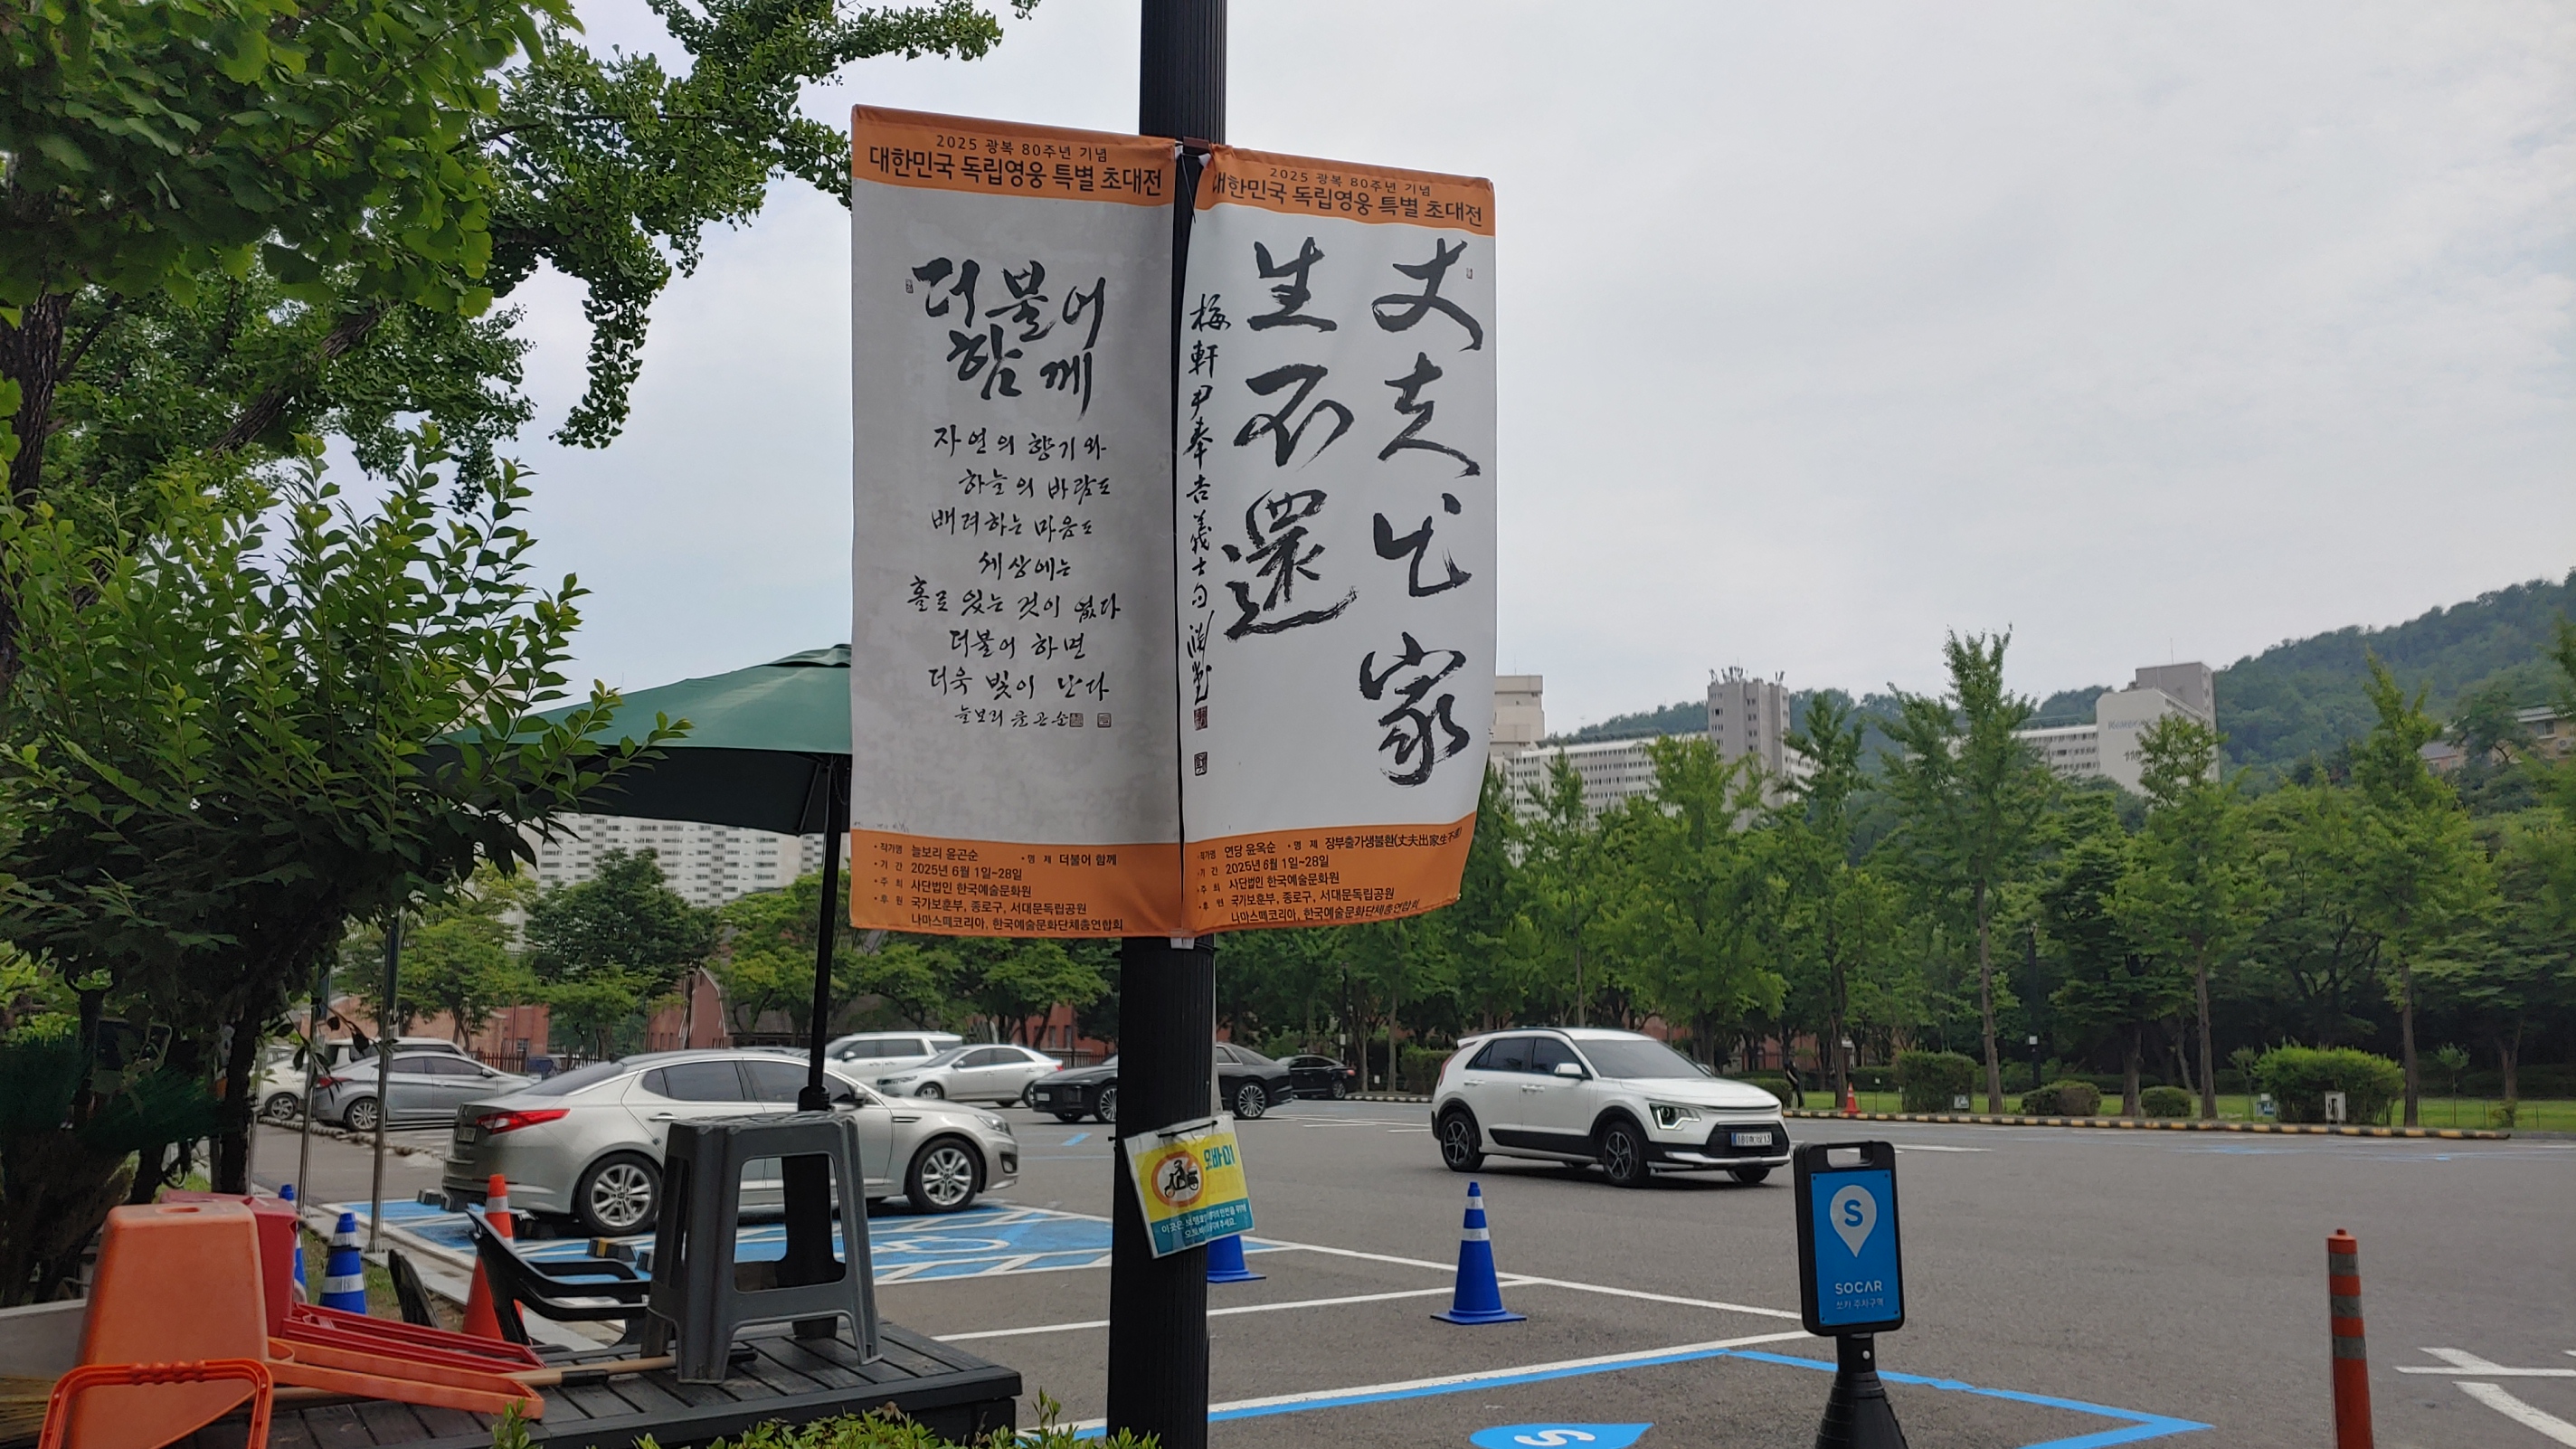 2025 광복 80주년 기념
대한민국 독립영웅 특별 초대전
더불어
함께
자연의 향기와
하늘의 바람도
배려하는 마음도
세상에는
홀로 있는 것이 없다
더불어 하면
더욱 빛이 난다
늘보리 윤곤순
• 작가명 늘보리 윤곤순 • 명 제 더불어 함께
• 기 간 2025년 6월 1일~28일
• 주 최 사단법인 한국예술문화원
• 후 원 국가보훈부, 종로구, 서대문독립공원
나마스떼코리아, 한국예술문화단체총연합회
2025 광복 80주년 기념
대한민국 독립영웅 특별 초대전
丈夫出家
生不還
梅軒尹奉吉義士句
• 작가명 연당 윤옥순 • 명 제 장부출가생불환(丈夫出家生不
• 기 간 2025년 6월 1일~28일
• 주 최 사단법인 한국예술문화원
• 후 원 국가보훈부, 종로구, 서대문독립공원
나마스떼코리아, 한국예술문화단체총연합회
오바이
이곳은
S
SOCAR
쏘카 주차구역
S